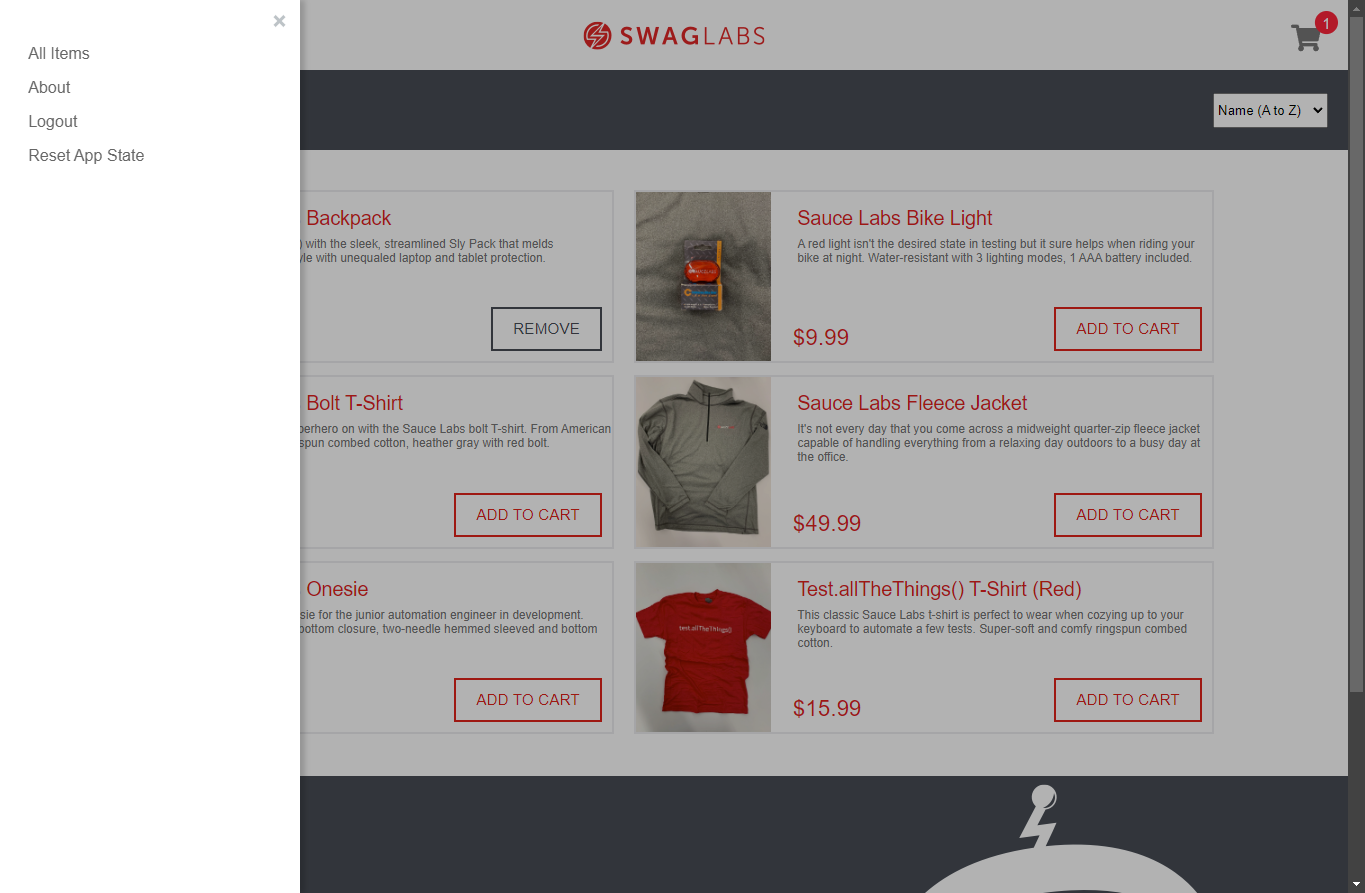 ×
All Items
About
Logout
Reset App State
SWAGLABS
1
Name (A to Z)
Backpack
) with the sleek, streamlined Sly Pack that melds
yle with unequaled laptop and tablet protection.
REMOVE
Sauce Labs Bike Light
A red light isn't the desired state in testing but it sure helps when riding your
bike at night. Water-resistant with 3 lighting modes, 1 AAA battery included.
$9.99
ADD TO CART
Bolt T-Shirt
perhero on with the Sauce Labs bolt T-shirt. From American
spun combed cotton, heather gray with red bolt.
ADD TO CART
Sauce Labs Fleece Jacket
It's not every day that you come across a midweight quarter-zip fleece jacket
capable of handling everything from a relaxing day outdoors to a busy day at
the office.
$49.99
ADD TO CART
Onesie
sie for the junior automation engineer in development.
bottom closure, two-needle hemmed sleeved and bottom
ADD TO CART
test.allTheThings()
Test.allTheThings() T-Shirt (Red)
This classic Sauce Labs t-shirt is perfect to wear when cozying up to your
keyboard to automate a few tests. Super-soft and comfy ringspun combed
cotton.
$15.99
ADD TO CART